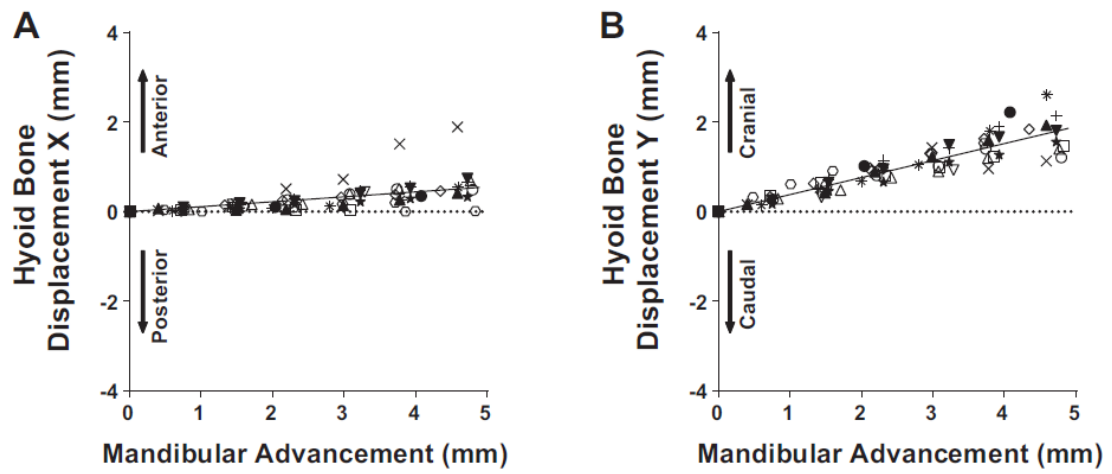 A
Hyoid Bone
Displacement X (mm)
Anterior
Posterior
4
2
0
-2
-4
0 1 2 3 4 5
Mandibular Advancement (mm)
B
Hyoid Bone
Displacement Y (mm)
Cranial
Caudal
4
2
0
-2
-4
0 1 2 3 4 5
Mandibular Advancement (mm)